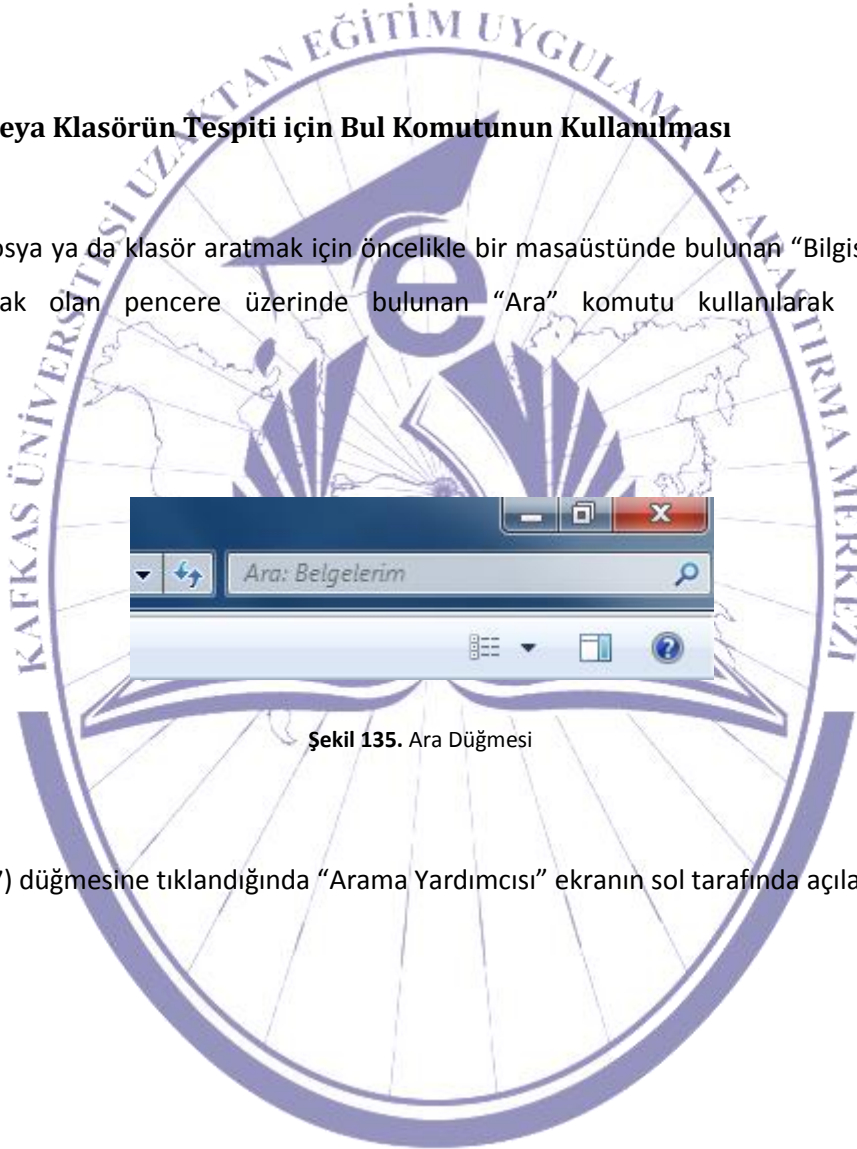 KAFKAS ÜNİVERSİTESİ UZAKTAN EĞİTİM UYGULAMA VE ARAŞTIRMA MERKEZİ
eya Klasörün Tespiti için Bul Komutunun Kullanılması
osya ya da klasör aratmak için öncelikle bir masaüstünde bulunan “Bilgis
ak olan pencere üzerinde bulunan “Ara” komutu kullanılarak
Ara: Belgelerim
Şekil 135. Ara Düğmesi
”) düğmesine tıklandığında “Arama Yardımcısı” ekranın sol tarafında açıla